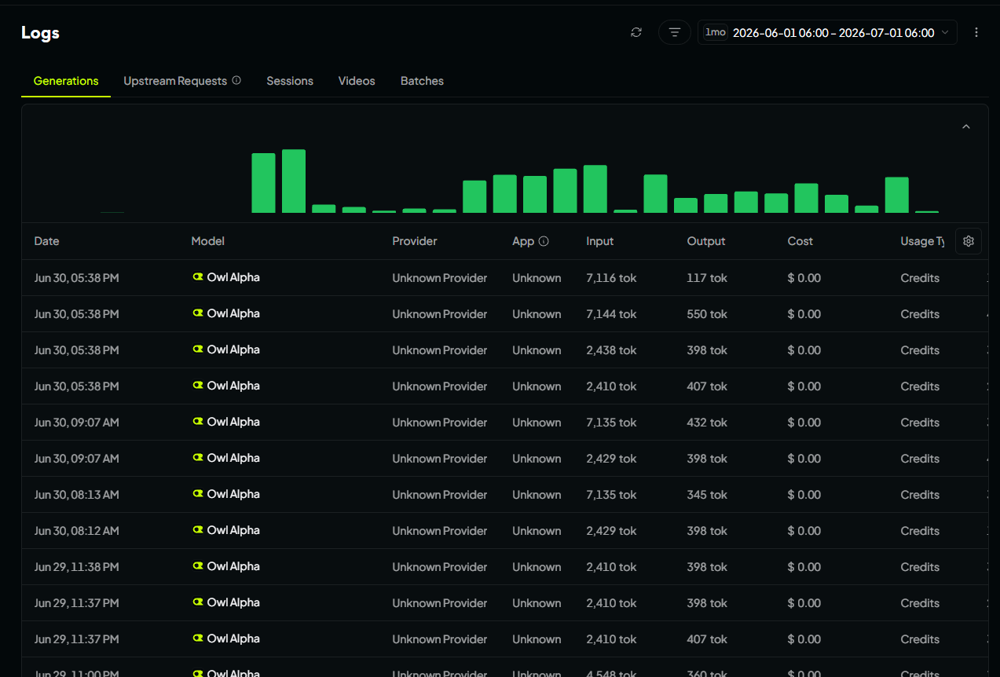 Logs
1mo 2026-06-01 06:00 - 2026-07-01 06:00
Generations Upstream Requests Sessions Videos Batches
Date Model Provider App Input Output Cost Usage Ty
Jun 30, 05:38 PM Owl Alpha Unknown Provider Unknown 7,116 tok 117 tok $ 0.00 Credits
Jun 30, 05:38 PM Owl Alpha Unknown Provider Unknown 7,144 tok 550 tok $ 0.00 Credits
Jun 30, 05:38 PM Owl Alpha Unknown Provider Unknown 2,438 tok 398 tok $ 0.00 Credits
Jun 30, 05:38 PM Owl Alpha Unknown Provider Unknown 2,410 tok 407 tok $ 0.00 Credits
Jun 30, 09:07 AM Owl Alpha Unknown Provider Unknown 7,135 tok 432 tok $ 0.00 Credits
Jun 30, 09:07 AM Owl Alpha Unknown Provider Unknown 2,429 tok 398 tok $ 0.00 Credits
Jun 30, 08:13 AM Owl Alpha Unknown Provider Unknown 7,135 tok 345 tok $ 0.00 Credits
Jun 30, 08:12 AM Owl Alpha Unknown Provider Unknown 2,429 tok 398 tok $ 0.00 Credits
Jun 29, 11:38 PM Owl Alpha Unknown Provider Unknown 2,410 tok 398 tok $ 0.00 Credits
Jun 29, 11:37 PM Owl Alpha Unknown Provider Unknown 2,410 tok 398 tok $ 0.00 Credits
Jun 29, 11:37 PM Owl Alpha Unknown Provider Unknown 2,410 tok 407 tok $ 0.00 Credits
Jun 29, 11:00 PM Owl Alpha Unknown Provider Unknown 4,548 tok 360 tok $ 0.00 Credits